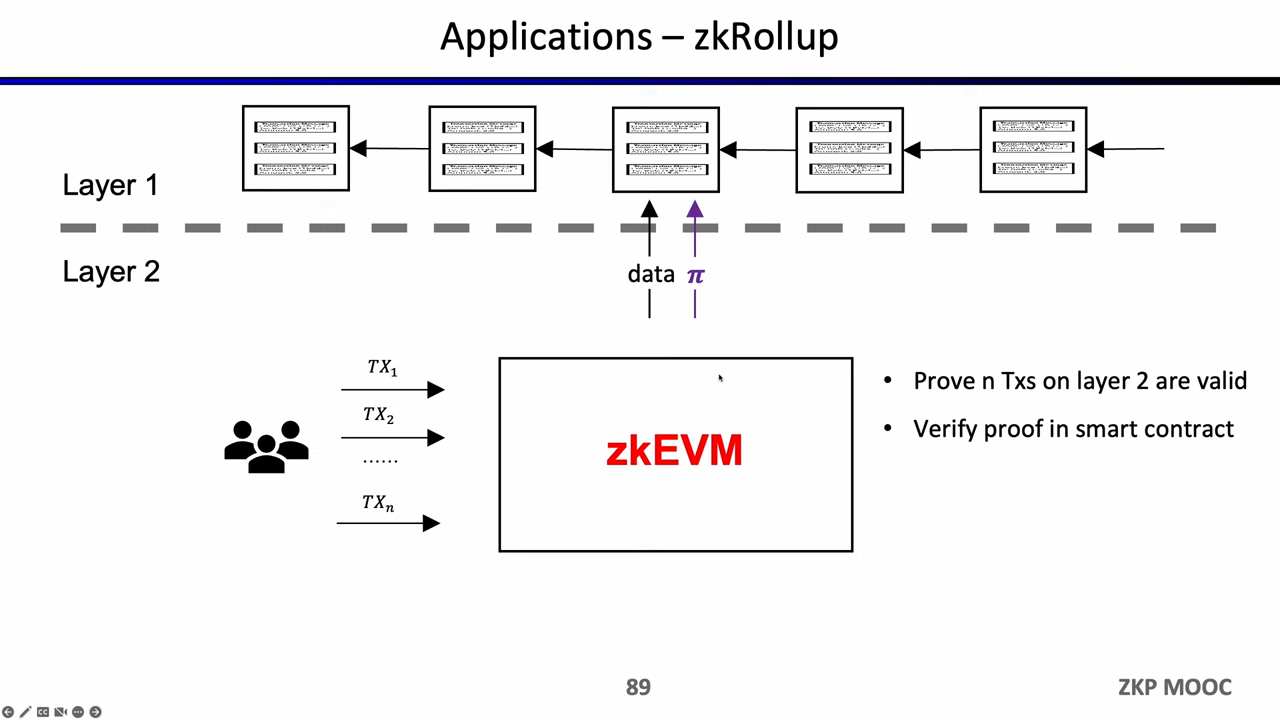 Applications – zkRollup
Layer 1
Layer 2
data π
TX₁
TX₂
......
TXₙ
zkEVM
• Prove n Txs on layer 2 are valid
• Verify proof in smart contract
89
ZKP MOOC